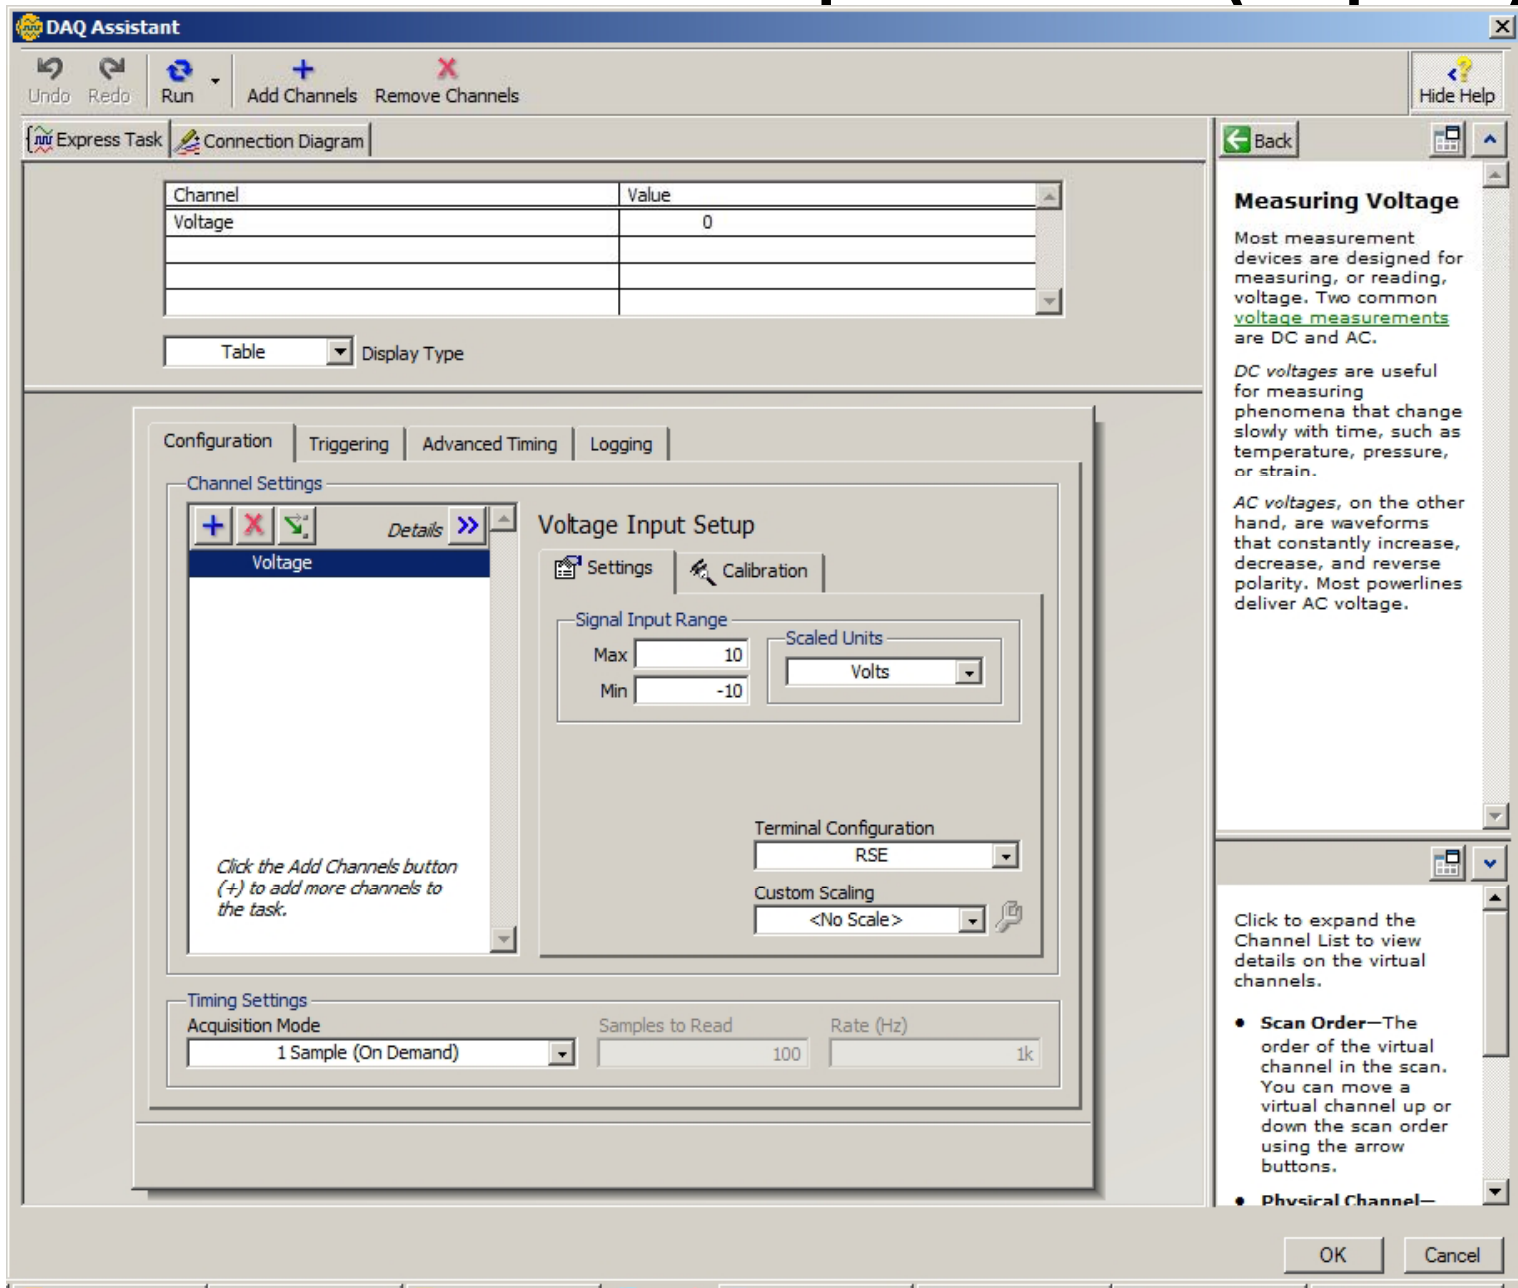 DAQ Assistant
Undo Redo Run Add Channels Remove Channels Hide Help
Express Task Connection Diagram
Channel Value
Voltage 0
Table Display Type
Configuration Triggering Advanced Timing Logging
Channel Settings
Details
Voltage
Click the Add Channels button
(+) to add more channels to
the task.
Voltage Input Setup
Settings Calibration
Signal Input Range
Max 10
Min -10
Scaled Units
Volts
Terminal Configuration
RSE
Custom Scaling
<No Scale>
Timing Settings
Acquisition Mode Samples to Read Rate (Hz)
1 Sample (On Demand) 100 1k
Back
Measuring Voltage
Most measurement
devices are designed for
measuring, or reading,
voltage. Two common
voltage measurements
are DC and AC.
DC voltages are useful
for measuring
phenomena that change
slowly with time, such as
temperature, pressure,
or strain.
AC voltages, on the other
hand, are waveforms
that constantly increase,
decrease, and reverse
polarity. Most powerlines
deliver AC voltage.
Click to expand the
Channel List to view
details on the virtual
channels.
• Scan Order—The
order of the virtual
channel in the scan.
You can move a
virtual channel up or
down the scan order
using the arrow
buttons.
• Physical Channel—
OK Cancel